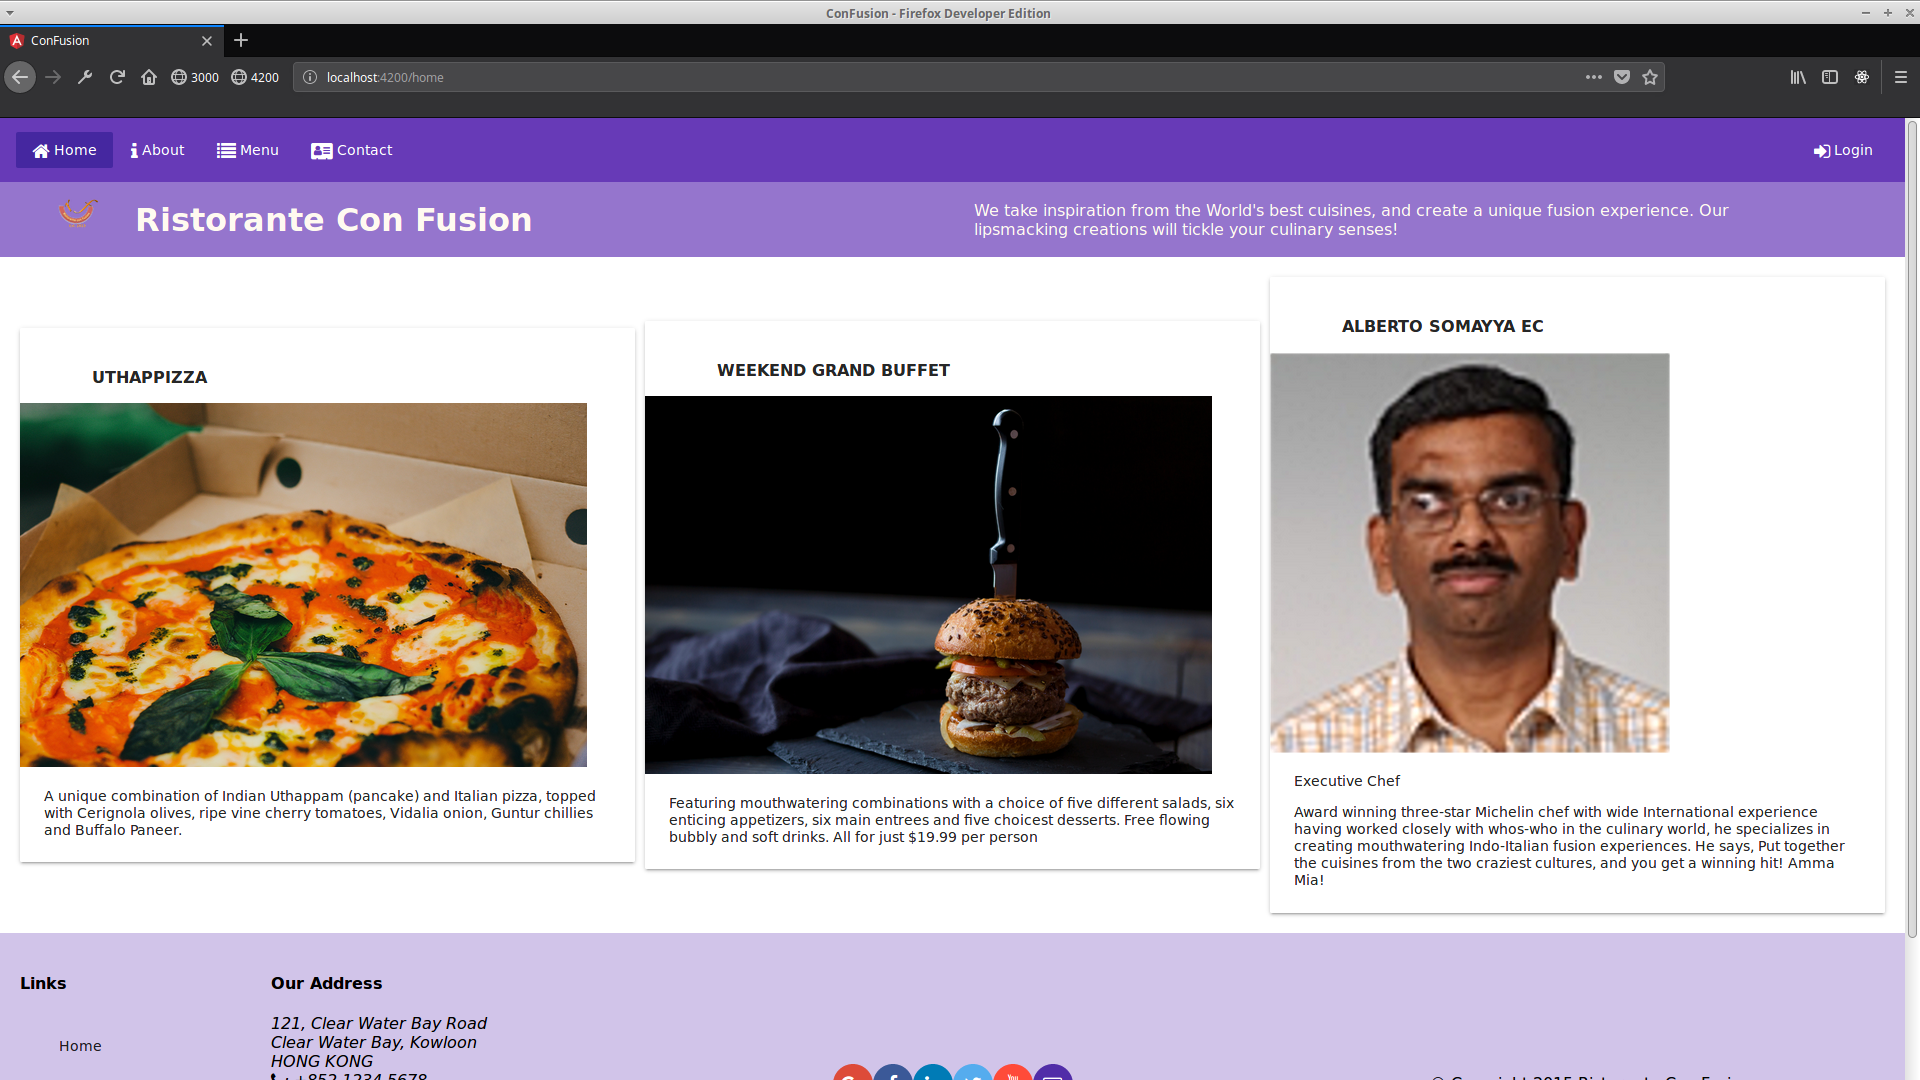 ConFusion - Firefox Developer Edition
ConFusion
3000
4200
localhost:4200/home
Home
About
Menu
Contact
Login
Ristorante Con Fusion
We take inspiration from the World's best cuisines, and create a unique fusion experience. Our
lipsmacking creations will tickle your culinary senses!
UTHAPPIZZA
A unique combination of Indian Uthappam (pancake) and Italian pizza, topped
with Cerignola olives, ripe vine cherry tomatoes, Vidalia onion, Guntur chillies
and Buffalo Paneer.
WEEKEND GRAND BUFFET
Featuring mouthwatering combinations with a choice of five different salads, six
enticing appetizers, six main entrees and five choicest desserts. Free flowing
bubbly and soft drinks. All for just $19.99 per person
ALBERTO SOMAYYA EC
Executive Chef
Award winning three-star Michelin chef with wide International experience
having worked closely with whos-who in the culinary world, he specializes in
creating mouthwatering Indo-Italian fusion experiences. He says, Put together
the cuisines from the two craziest cultures, and you get a winning hit! Amma
Mia!
Links
Home
Our Address
121, Clear Water Bay Road
Clear Water Bay, Kowloon
HONG KONG
: +852 1234 5678
© Copyright 2015 Ristorante Con Fusion